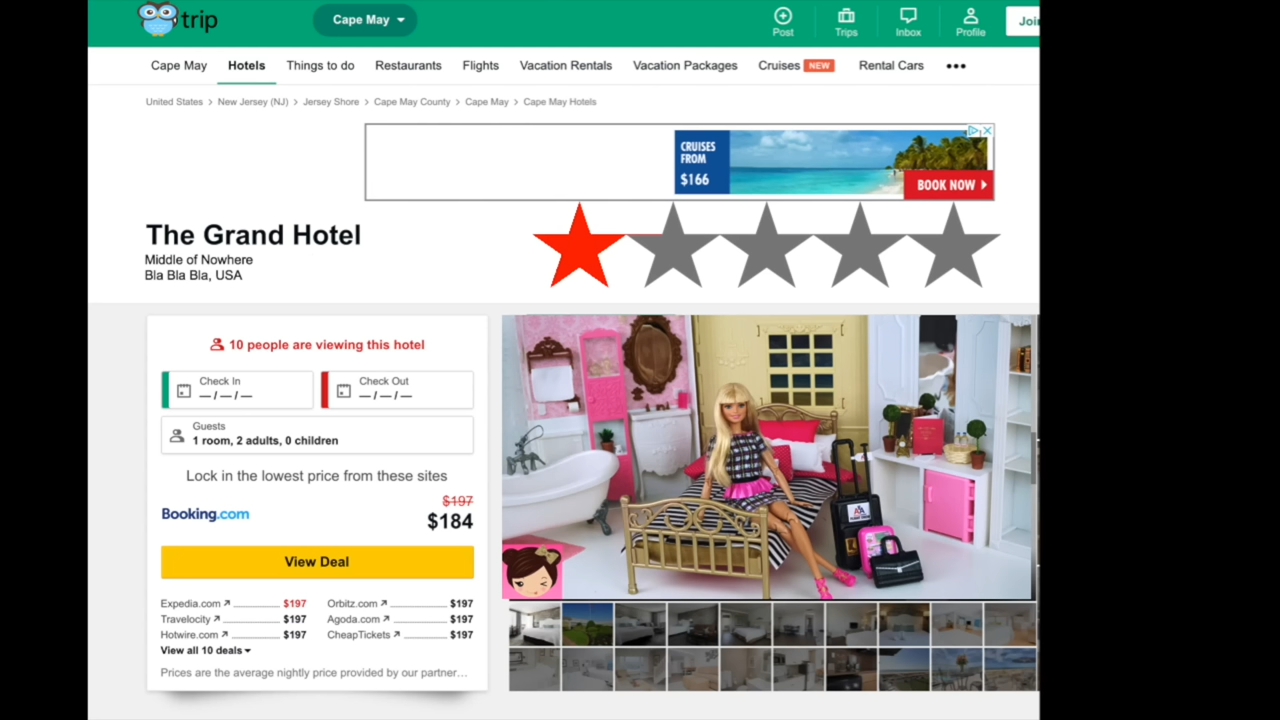 trip
Cape May
Post
Trips
Inbox
Profile
Join
Cape May
Hotels
Things to do
Restaurants
Flights
Vacation Rentals
Vacation Packages
Cruises NEW
Rental Cars
United States > New Jersey (NJ) > Jersey Shore > Cape May County > Cape May > Cape May Hotels
CRUISES
FROM
$166
BOOK NOW
The Grand Hotel
Middle of Nowhere
Bla Bla Bla, USA
10 people are viewing this hotel
Check In
— / — / —
Check Out
— / — / —
Guests
1 room, 2 adults, 0 children
Lock in the lowest price from these sites
Booking.com
$197
$184
View Deal
Expedia.com $197
Orbitz.com $197
Travelocity $197
Agoda.com $197
Hotwire.com $197
CheapTickets $197
View all 10 deals
Prices are the average nightly price provided by our partner…